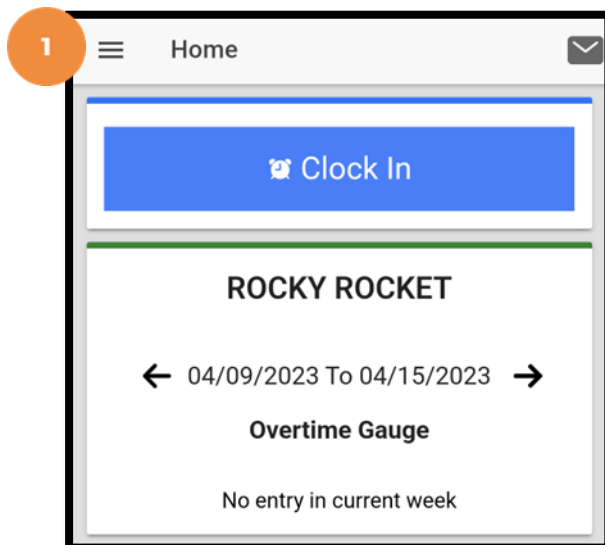 1
Home
Clock In
ROCKY ROCKET
04/09/2023 To 04/15/2023
Overtime Gauge
No entry in current week